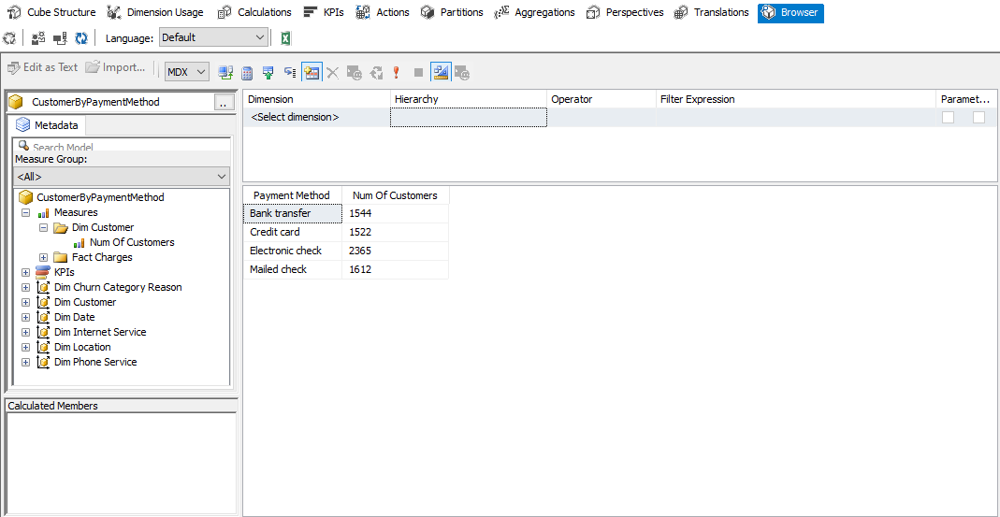 Cube Structure Dimension Usage Calculations KPIs Actions Partitions Aggregations Perspectives Translations Browser
Language: Default
Edit as Text Import... MDX
CustomerByPaymentMethod ..
Metadata
Search Model
Measure Group:
<All>
CustomerByPaymentMethod
Measures
Dim Customer
Num Of Customers
Fact Charges
KPIs
Dim Churn Category Reason
Dim Customer
Dim Date
Dim Internet Service
Dim Location
Dim Phone Service
Calculated Members
Dimension Hierarchy Operator Filter Expression Paramet...
<Select dimension>
Payment Method Num Of Customers
Bank transfer 1544
Credit card 1522
Electronic check 2365
Mailed check 1612